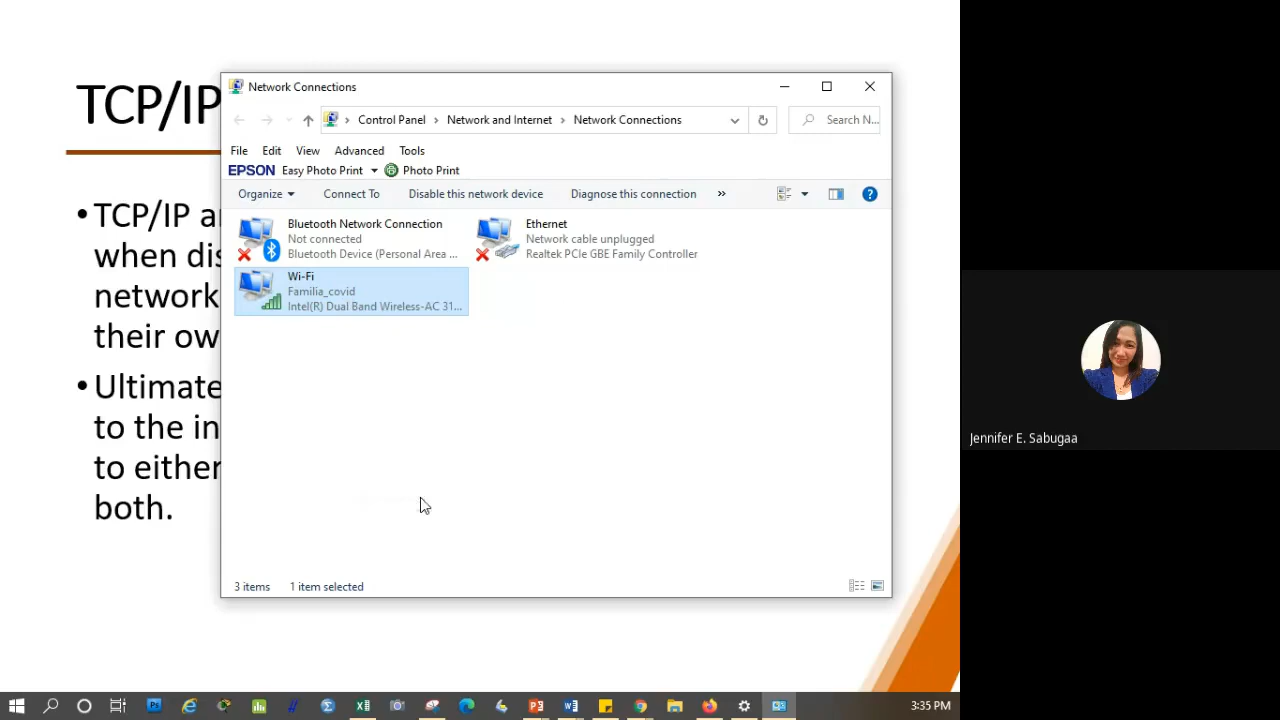 TCP/IP
• TCP/IP a
when dis
network
their ow
• Ultimate
to the in
to either
both.
Network Connections
Control Panel > Network and Internet > Network Connections
Search N...
File Edit View Advanced Tools
EPSON Easy Photo Print Photo Print
Organize Connect To Disable this network device Diagnose this connection »
Bluetooth Network Connection
Not connected
Bluetooth Device (Personal Area ...
Ethernet
Network cable unplugged
Realtek PCIe GBE Family Controller
Wi-Fi
Familia_covid
Intel(R) Dual Band Wireless-AC 31...
3 items 1 item selected
Jennifer E. Sabugaa
3:35 PM